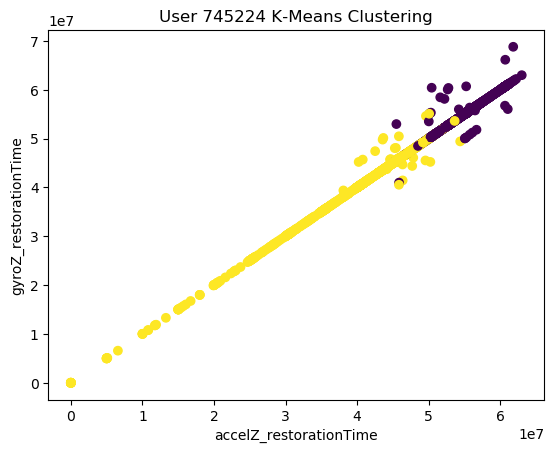 User 745224 K-Means Clustering
1e7
7
6
5
4
3
2
1
0
gyroZ_restorationTime
0 1 2 3 4 5 6
1e7
accelZ_restorationTime